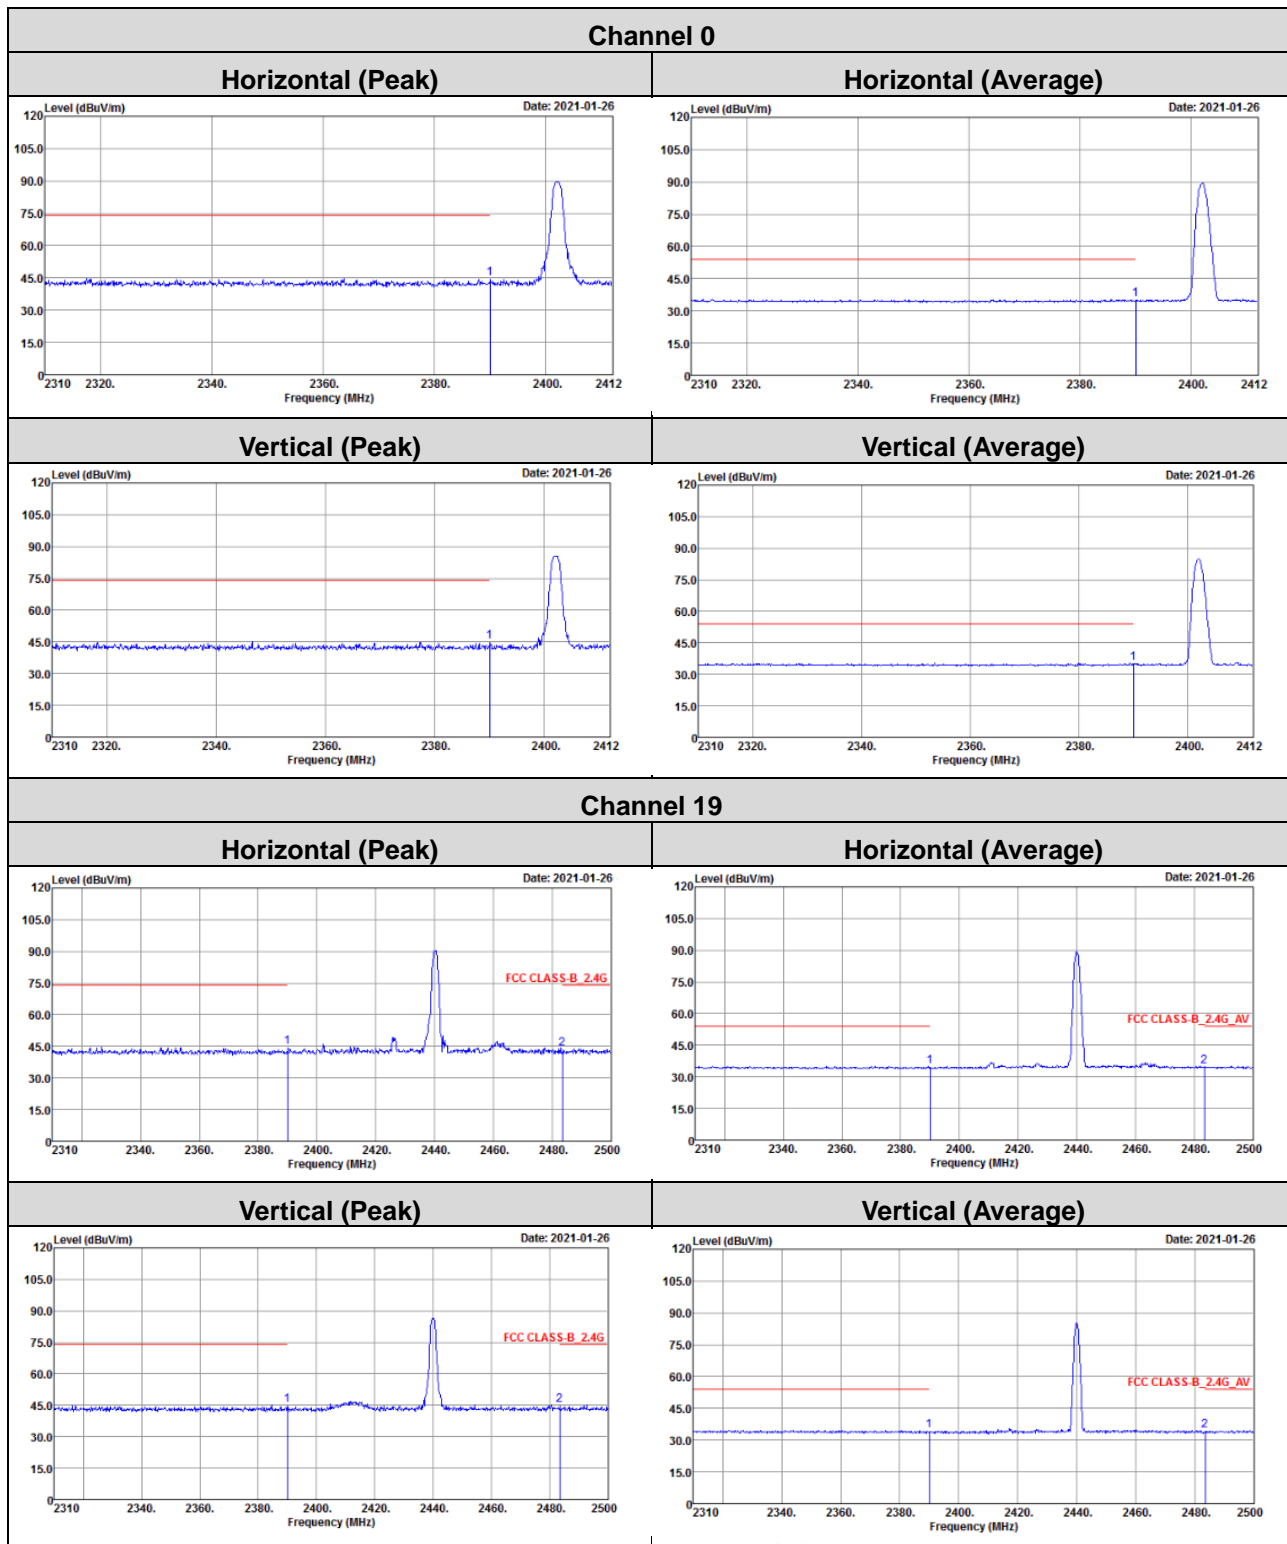 Channel 0
Horizontal (Peak) Horizontal (Average)
Level (dBuV/m) Date: 2021-01-26
120
105.0
90.0
75.0
60.0
45.0
30.0
15.0
0
1
2310 2320. 2340. 2360. 2380. 2400. 2412
Frequency (MHz)
Level (dBuV/m) Date: 2021-01-26
120
105.0
90.0
75.0
60.0
45.0
30.0
15.0
0
1
2310 2320. 2340. 2360. 2380. 2400. 2412
Frequency (MHz)
Vertical (Peak) Vertical (Average)
Level (dBuV/m) Date: 2021-01-26
120
105.0
90.0
75.0
60.0
45.0
30.0
15.0
0
1
2310 2320. 2340. 2360. 2380. 2400. 2412
Frequency (MHz)
Level (dBuV/m) Date: 2021-01-26
120
105.0
90.0
75.0
60.0
45.0
30.0
15.0
0
1
2310 2320. 2340. 2360. 2380. 2400. 2412
Frequency (MHz)
Channel 19
Horizontal (Peak) Horizontal (Average)
Level (dBuV/m) Date: 2021-01-26
120
105.0
90.0
75.0
FCC CLASS-B_2.4G
60.0
45.0
30.0
15.0
0
1 2
2310 2340. 2360. 2380. 2400. 2420. 2440. 2460. 2480. 2500
Frequency (MHz)
Level (dBuV/m) Date: 2021-01-26
120
105.0
90.0
75.0
60.0
FCC CLASS-B_2.4G_AV
45.0
30.0
15.0
0
1 2
2310 2340. 2360. 2380. 2400. 2420. 2440. 2460. 2480. 2500
Frequency (MHz)
Vertical (Peak) Vertical (Average)
Level (dBuV/m) Date: 2021-01-26
120
105.0
90.0
75.0
FCC CLASS-B_2.4G
60.0
45.0
30.0
15.0
0
1 2
2310 2340. 2360. 2380. 2400. 2420. 2440. 2460. 2480. 2500
Frequency (MHz)
Level (dBuV/m) Date: 2021-01-26
120
105.0
90.0
75.0
60.0
FCC CLASS-B_2.4G_AV
45.0
30.0
15.0
0
1 2
2310 2340. 2360. 2380. 2400. 2420. 2440. 2460. 2480. 2500
Frequency (MHz)